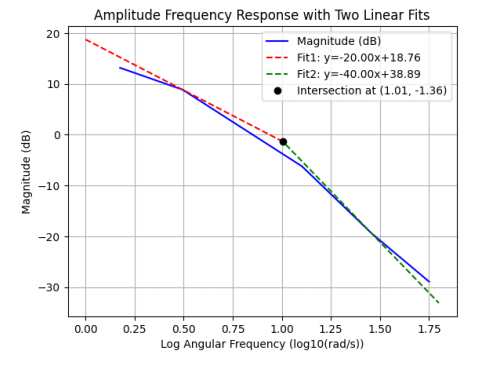 Amplitude Frequency Response with Two Linear Fits
Magnitude (dB)
Fit1: y=-20.00x+18.76
Fit2: y=-40.00x+38.89
Intersection at (1.01, -1.36)
20
10
0
−10
−20
−30
Magnitude (dB)
0.00 0.25 0.50 0.75 1.00 1.25 1.50 1.75
Log Angular Frequency (log10(rad/s))